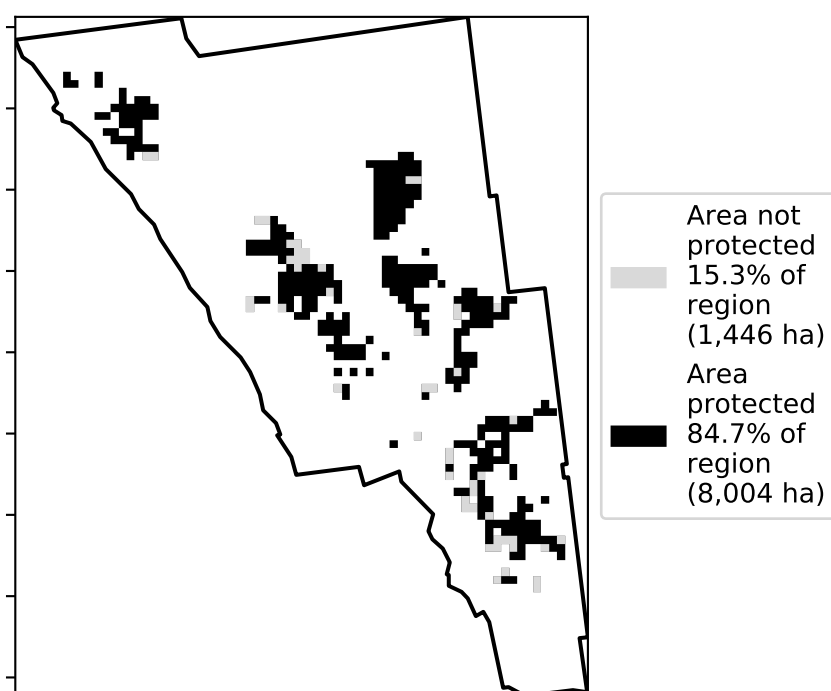 Area not
protected
15.3% of
region
(1,446 ha)
Area
protected
84.7% of
region
(8,004 ha)